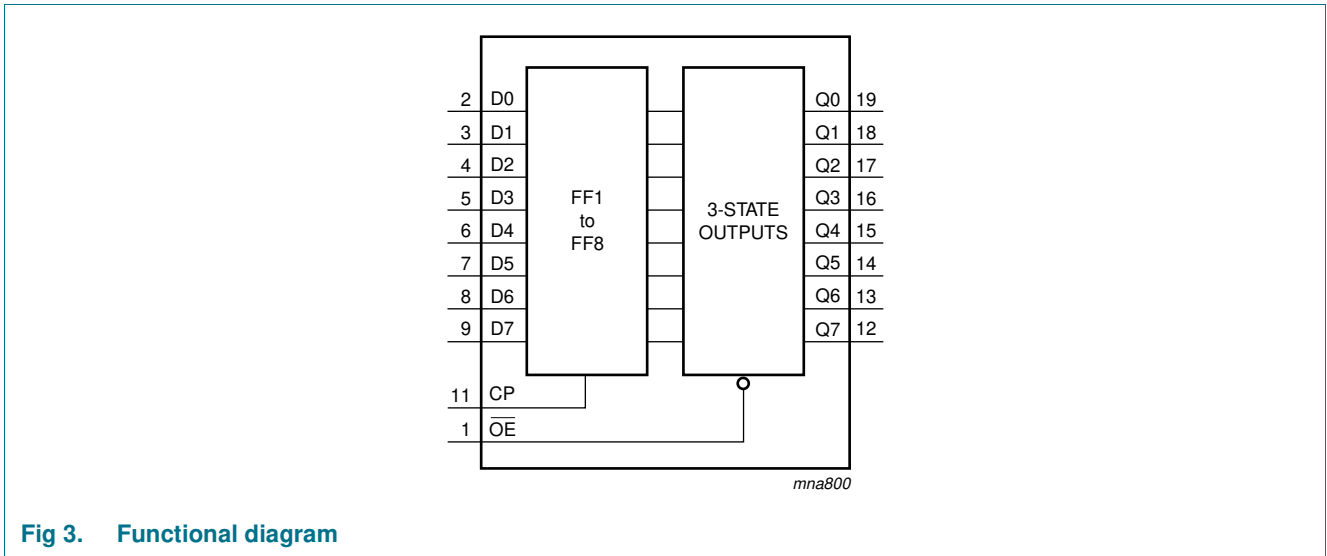 2 D0 Q0 19
3 D1 Q1 18
4 D2 Q2 17
5 D3 Q3 16
6 D4 Q4 15
7 D5 Q5 14
8 D6 Q6 13
9 D7 Q7 12
FF1
to
FF8
3-STATE
OUTPUTS
11 CP
1 O̅E̅
mna800
Fig 3. Functional diagram